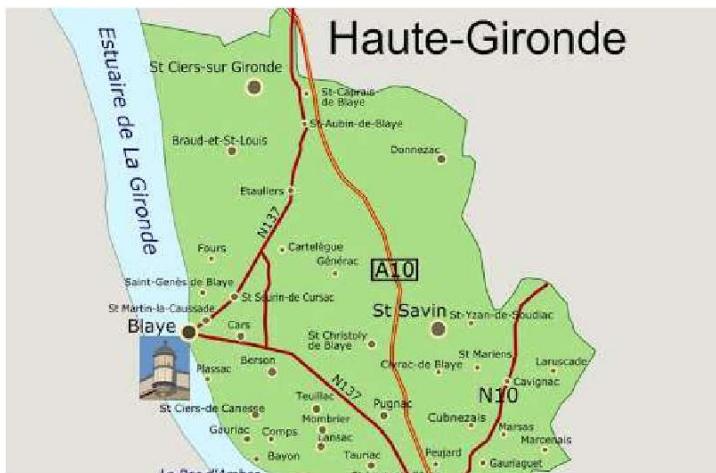 Haute-Gironde
Estuaire de La Gironde
St Ciers-sur Gironde
St-Caprais
de Blaye
St-Aubin-de-Blaye
Braud-et-St-Louis
Donnezac
Etauliers
N137
Fours
Cartelègue
Générac
A10
Saint-Genès de Blaye
St Seurin-de Cursac
St Martin-la-Caussade
St Savin
St-Yzan-de-Soudiac
Blaye
Cars
St Christoly
de Blaye
St Mariens
Laruscade
Berson
Civrac-de Blaye
Plassac
N137
Cavignac
N10
Teuillac
Pugnac
St Ciers-de Canesse
Mombrier
Cubnezais
Gauriac
Comps
Lansac
Marsas
Marcenais
Bayon
Tauriac
Peujard
Gauriaguet